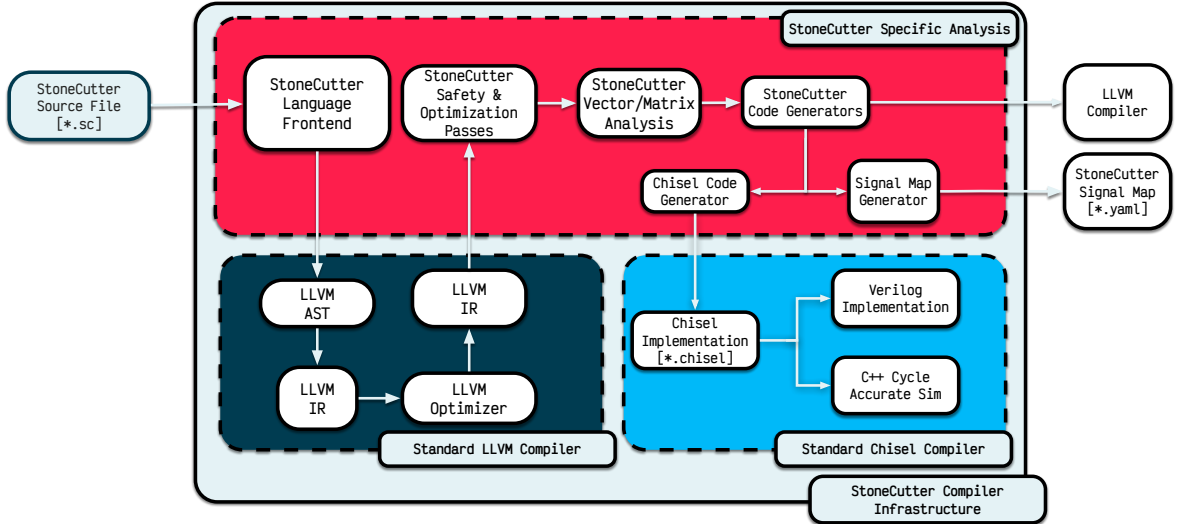 StoneCutter Specific Analysis
StoneCutter
Source File
[*.sc]
StoneCutter
Language
Frontend
StoneCutter
Safety &
Optimization
Passes
StoneCutter
Vector/Matrix
Analysis
StoneCutter
Code Generators
LLVM
Compiler
Chisel Code
Generator
Signal Map
Generator
StoneCutter
Signal Map
[*.yaml]
LLVM
AST
LLVM
IR
LLVM
IR
LLVM
Optimizer
Standard LLVM Compiler
Chisel
Implementation
[*.chisel]
Verilog
Implementation
C++ Cycle
Accurate Sim
Standard Chisel Compiler
StoneCutter Compiler
Infrastructure